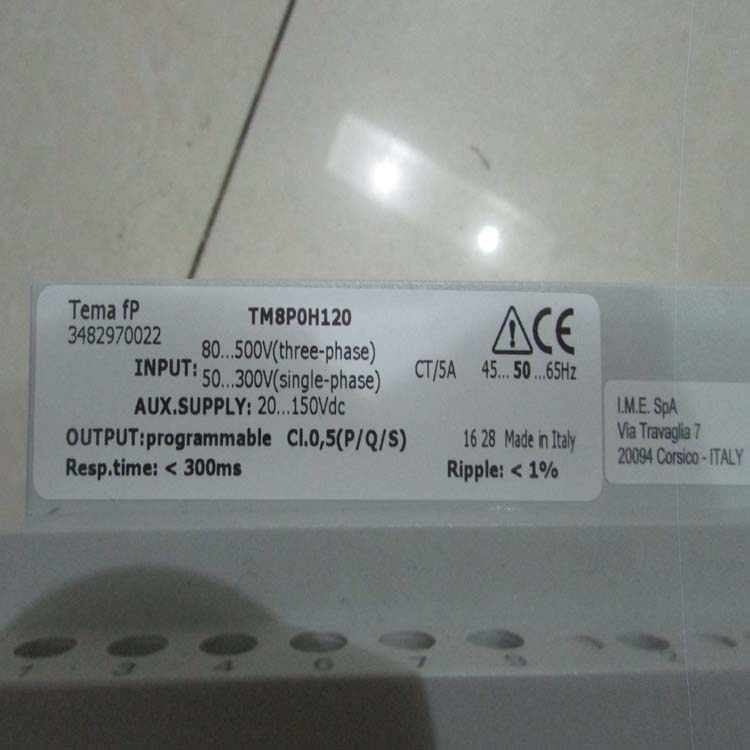 Tema fP TM8P0H120 CE
3482970022
INPUT: 80...500V(three-phase)
50...300V(single-phase)
CT/5A 45...50...65Hz
AUX.SUPPLY: 20...150Vdc
OUTPUT:programmable Cl.0,5(P/Q/S) 16 28 Made in Italy
Resp.time: < 300ms Ripple: < 1%
I.M.E. SpA
Via Travaglia 7
20094 Corsico - ITALY
1 3 4 6 7 9